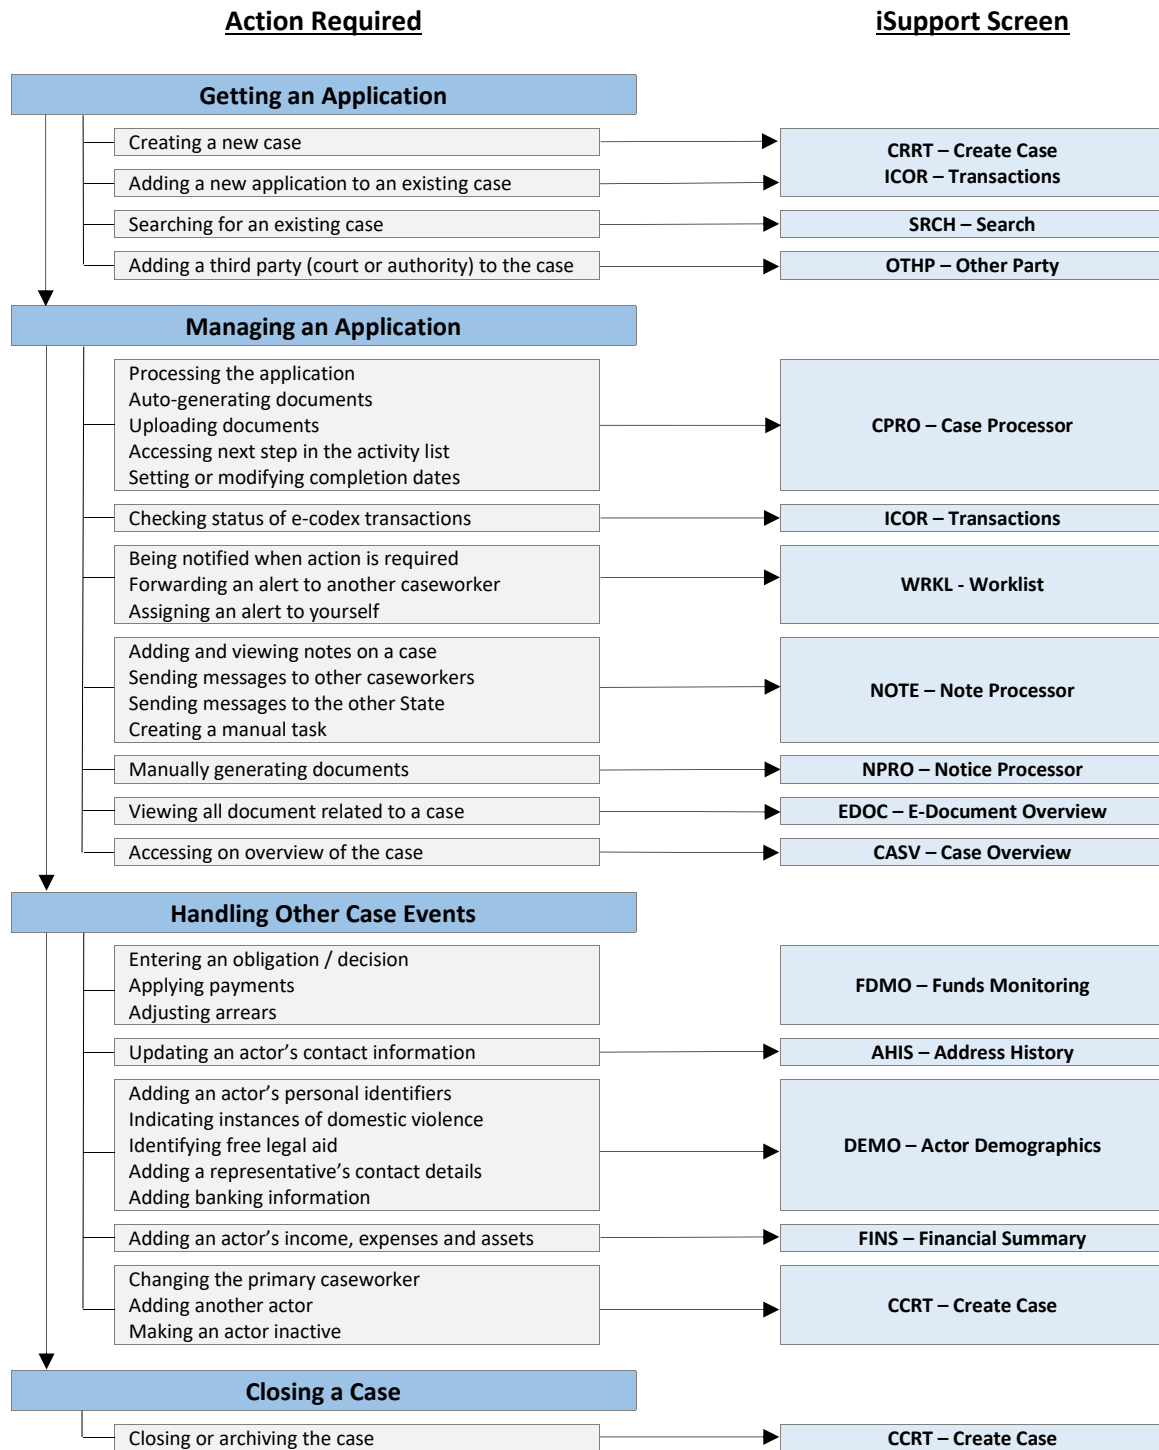 Action Required
iSupport Screen
Getting an Application
Creating a new case
CRRT – Create Case
ICOR – Transactions
Adding a new application to an existing case
Searching for an existing case
SRCH – Search
Adding a third party (court or authority) to the case
OTHP – Other Party
Managing an Application
Processing the application
Auto-generating documents
Uploading documents
Accessing next step in the activity list
Setting or modifying completion dates
CPRO – Case Processor
Checking status of e-codex transactions
ICOR – Transactions
Being notified when action is required
Forwarding an alert to another caseworker
Assigning an alert to yourself
WRKL - Worklist
Adding and viewing notes on a case
Sending messages to other caseworkers
Sending messages to the other State
Creating a manual task
NOTE – Note Processor
Manually generating documents
NPRO – Notice Processor
Viewing all document related to a case
EDOC – E-Document Overview
Accessing on overview of the case
CASV – Case Overview
Handling Other Case Events
Entering an obligation / decision
Applying payments
Adjusting arrears
FDMO – Funds Monitoring
Updating an actor’s contact information
AHIS – Address History
Adding an actor’s personal identifiers
Indicating instances of domestic violence
Identifying free legal aid
Adding a representative’s contact details
Adding banking information
DEMO – Actor Demographics
Adding an actor’s income, expenses and assets
FINS – Financial Summary
Changing the primary caseworker
Adding another actor
Making an actor inactive
CCRT – Create Case
Closing a Case
Closing or archiving the case
CCRT – Create Case